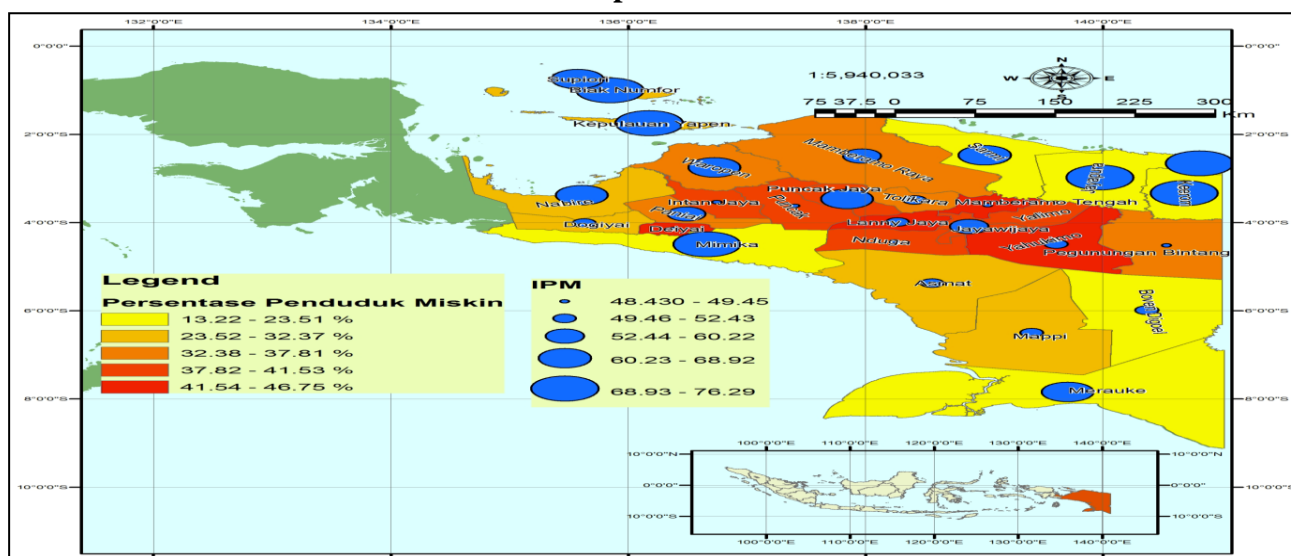 132°0'0"E 134°0'0"E 136°0'0"E 138°0'0"E 140°0'0"E
0°0'0" 0°0'0"
1:5,940,033
N
W E
S
75 37.5 0 75 150 225 300
Km
Supiori
Biak Numfor
Kepulauan Yapen
2°0'0"S 2°0'0"S
Waropen
Mamberamo Raya
Sarmi
Jayapura
Keerom
Nabire
Intan Jaya
Puncak Jaya
Puncak
Tolikara
Mamberamo Tengah
Yalimo
Paniai
4°0'0"S 4°0'0"S
Dogiyai
Deiyai
Lanny Jaya
Jayawijaya
Mimika
Nduga
Yahukimo
Pegunungan Bintang
Asmat
Boven Digoel
Mappi
Merauke
6°0'0"S 6°0'0"S
8°0'0"S 8°0'0"S
10°0'0"S 10°0'0"S
Legend
Persentase Penduduk Miskin
13.22 - 23.51 %
23.52 - 32.37 %
32.38 - 37.81 %
37.82 - 41.53 %
41.54 - 46.75 %
IPM
48.430 - 49.45
49.46 - 52.43
52.44 - 60.22
60.23 - 68.92
68.93 - 76.29
100°0'0"E 110°0'0"E 120°0'0"E 130°0'0"E 140°0'0"E
10°0'0"N 10°0'0"N
0°0'0" 0°0'0"
10°0'0"S 10°0'0"S
100°0'0"E 110°0'0"E 120°0'0"E 130°0'0"E 140°0'0"E